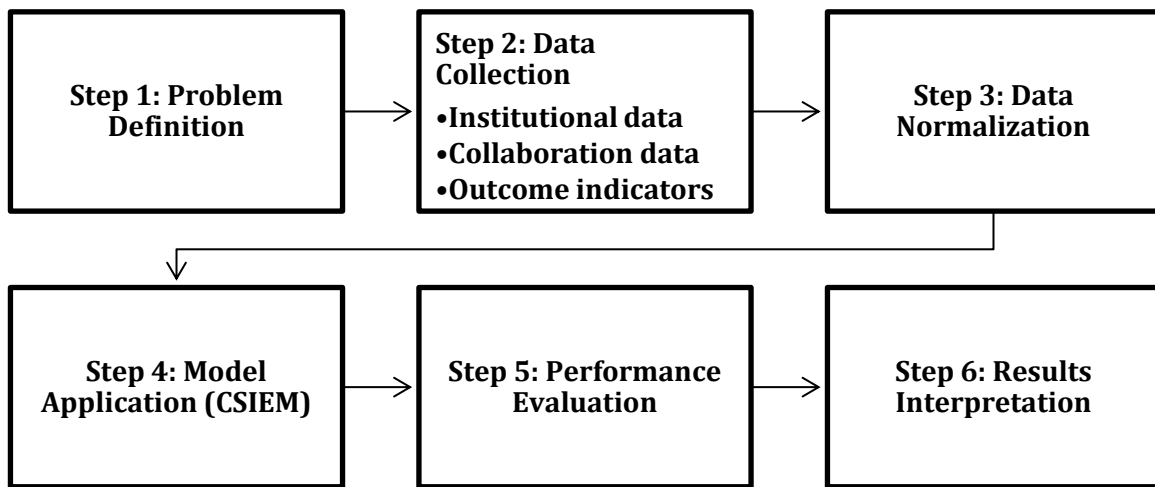 Step 1: Problem
Definition
Step 2: Data
Collection
•Institutional data
•Collaboration data
•Outcome indicators
Step 3: Data
Normalization
Step 4: Model
Application (CSIEM)
Step 5: Performance
Evaluation
Step 6: Results
Interpretation